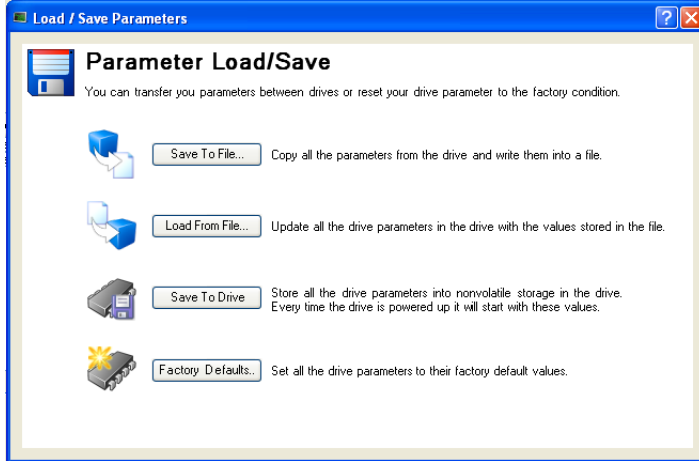 Load / Save Parameters
Parameter Load/Save
You can transfer you parameters between drives or reset your drive parameter to the factory condition.
Save To File... Copy all the parameters from the drive and write them into a file.
Load From File... Update all the drive parameters in the drive with the values stored in the file.
Save To Drive Store all the drive parameters into nonvolatile storage in the drive.
Every time the drive is powered up it will start with these values.
Factory Defaults.. Set all the drive parameters to their factory default values.